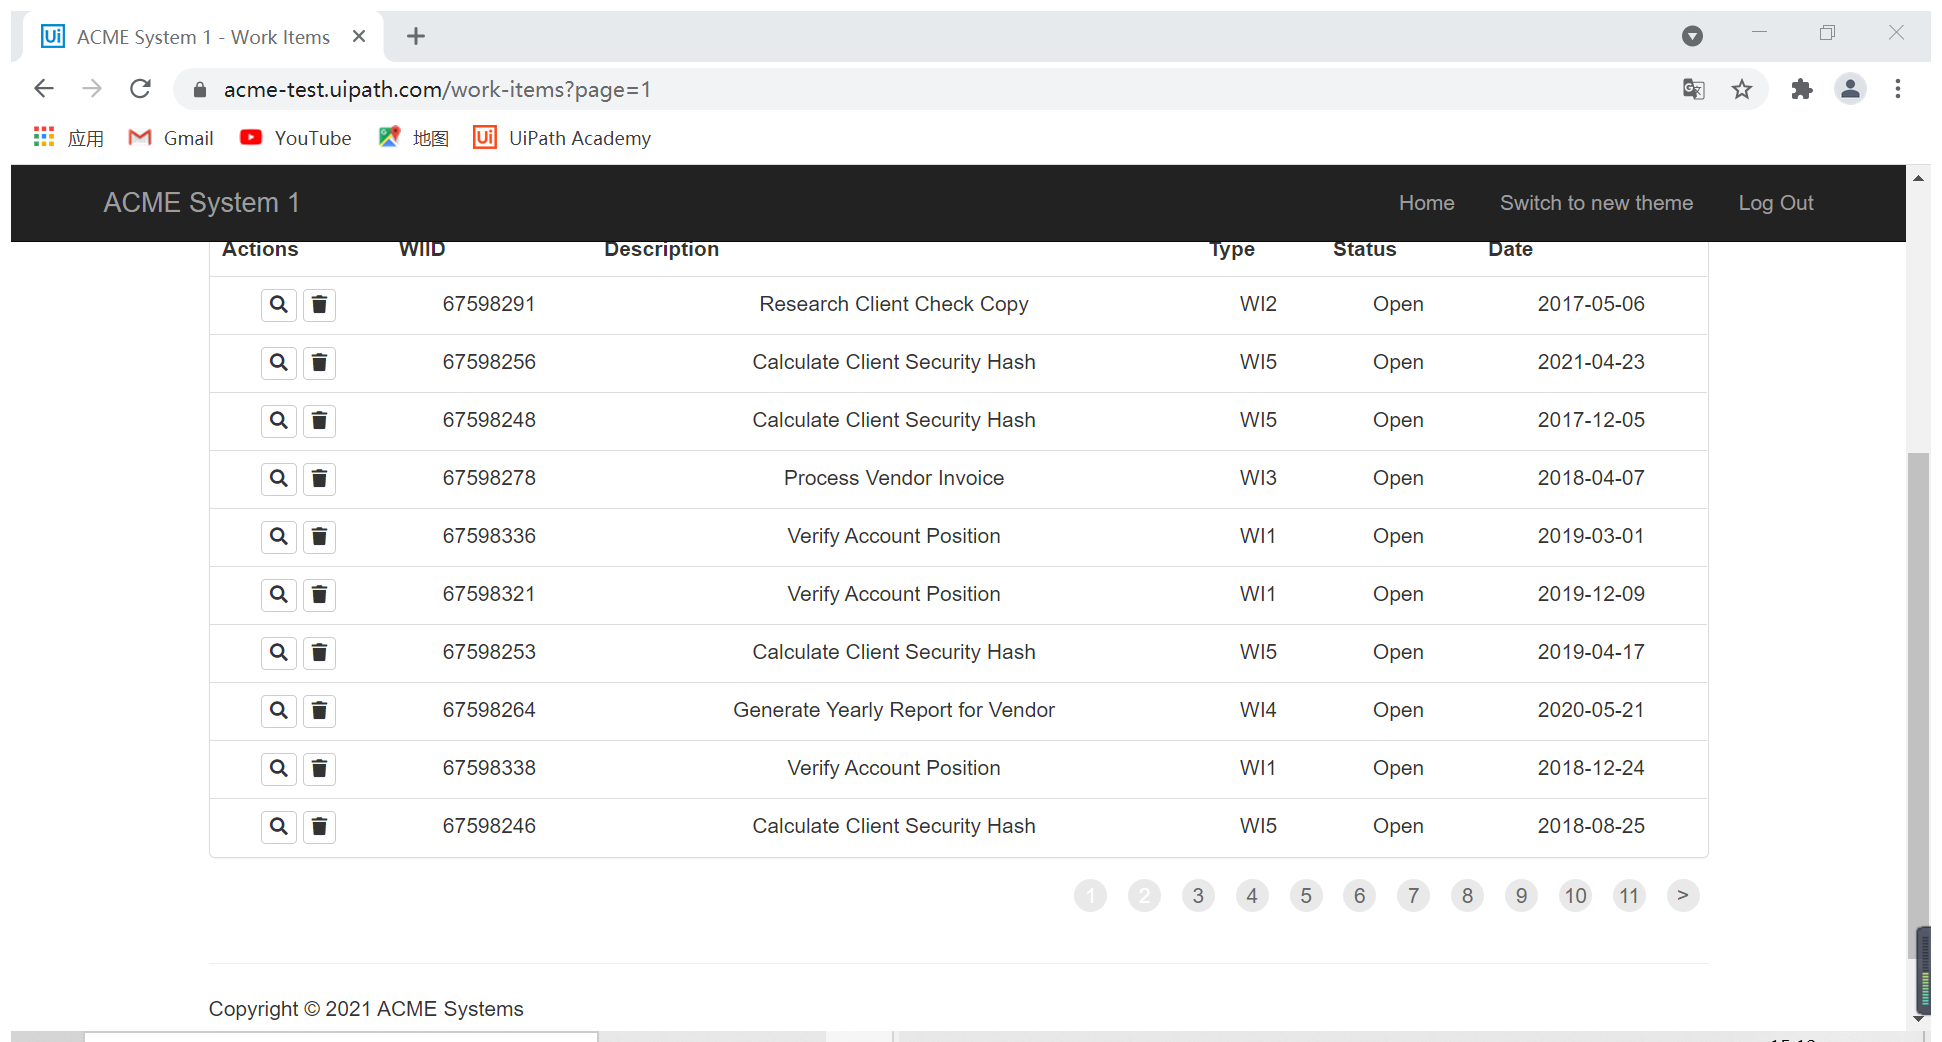 Ui ACME System 1 - Work Items
acme-test.uipath.com/work-items?page=1
应用 Gmail YouTube 地图 Ui UiPath Academy
ACME System 1 Home Switch to new theme Log Out
Actions WIID Description Type Status Date
67598291 Research Client Check Copy WI2 Open 2017-05-06
67598256 Calculate Client Security Hash WI5 Open 2021-04-23
67598248 Calculate Client Security Hash WI5 Open 2017-12-05
67598278 Process Vendor Invoice WI3 Open 2018-04-07
67598336 Verify Account Position WI1 Open 2019-03-01
67598321 Verify Account Position WI1 Open 2019-12-09
67598253 Calculate Client Security Hash WI5 Open 2019-04-17
67598264 Generate Yearly Report for Vendor WI4 Open 2020-05-21
67598338 Verify Account Position WI1 Open 2018-12-24
67598246 Calculate Client Security Hash WI5 Open 2018-08-25
1 2 3 4 5 6 7 8 9 10 11 >
Copyright © 2021 ACME Systems